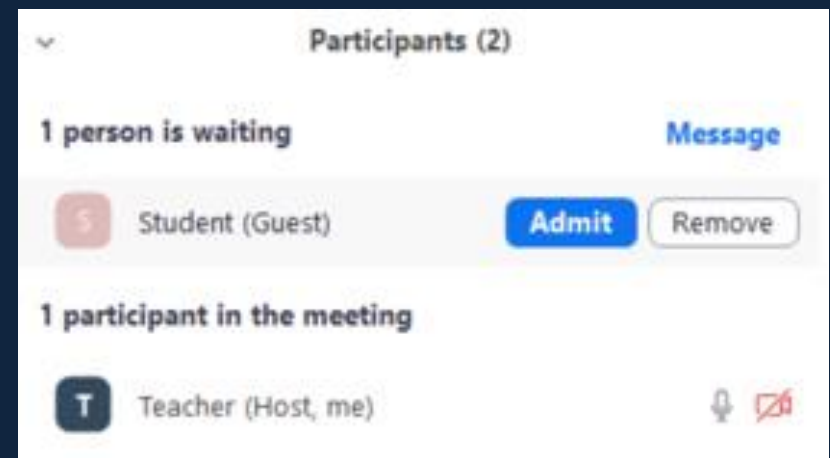 Participants (2)
1 person is waiting Message
S Student (Guest) Admit Remove
1 participant in the meeting
T Teacher (Host, me)